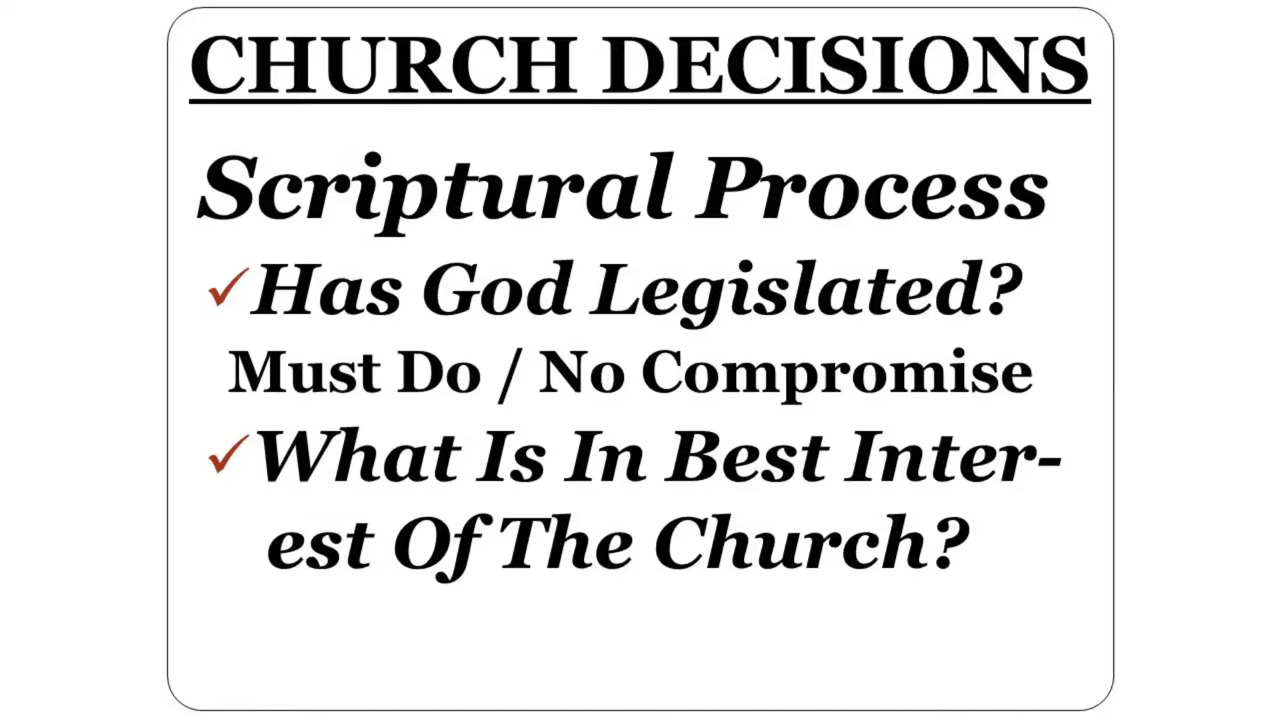 CHURCH DECISIONS
Scriptural Process
✓Has God Legislated?
Must Do / No Compromise
✓What Is In Best Inter-
est Of The Church?